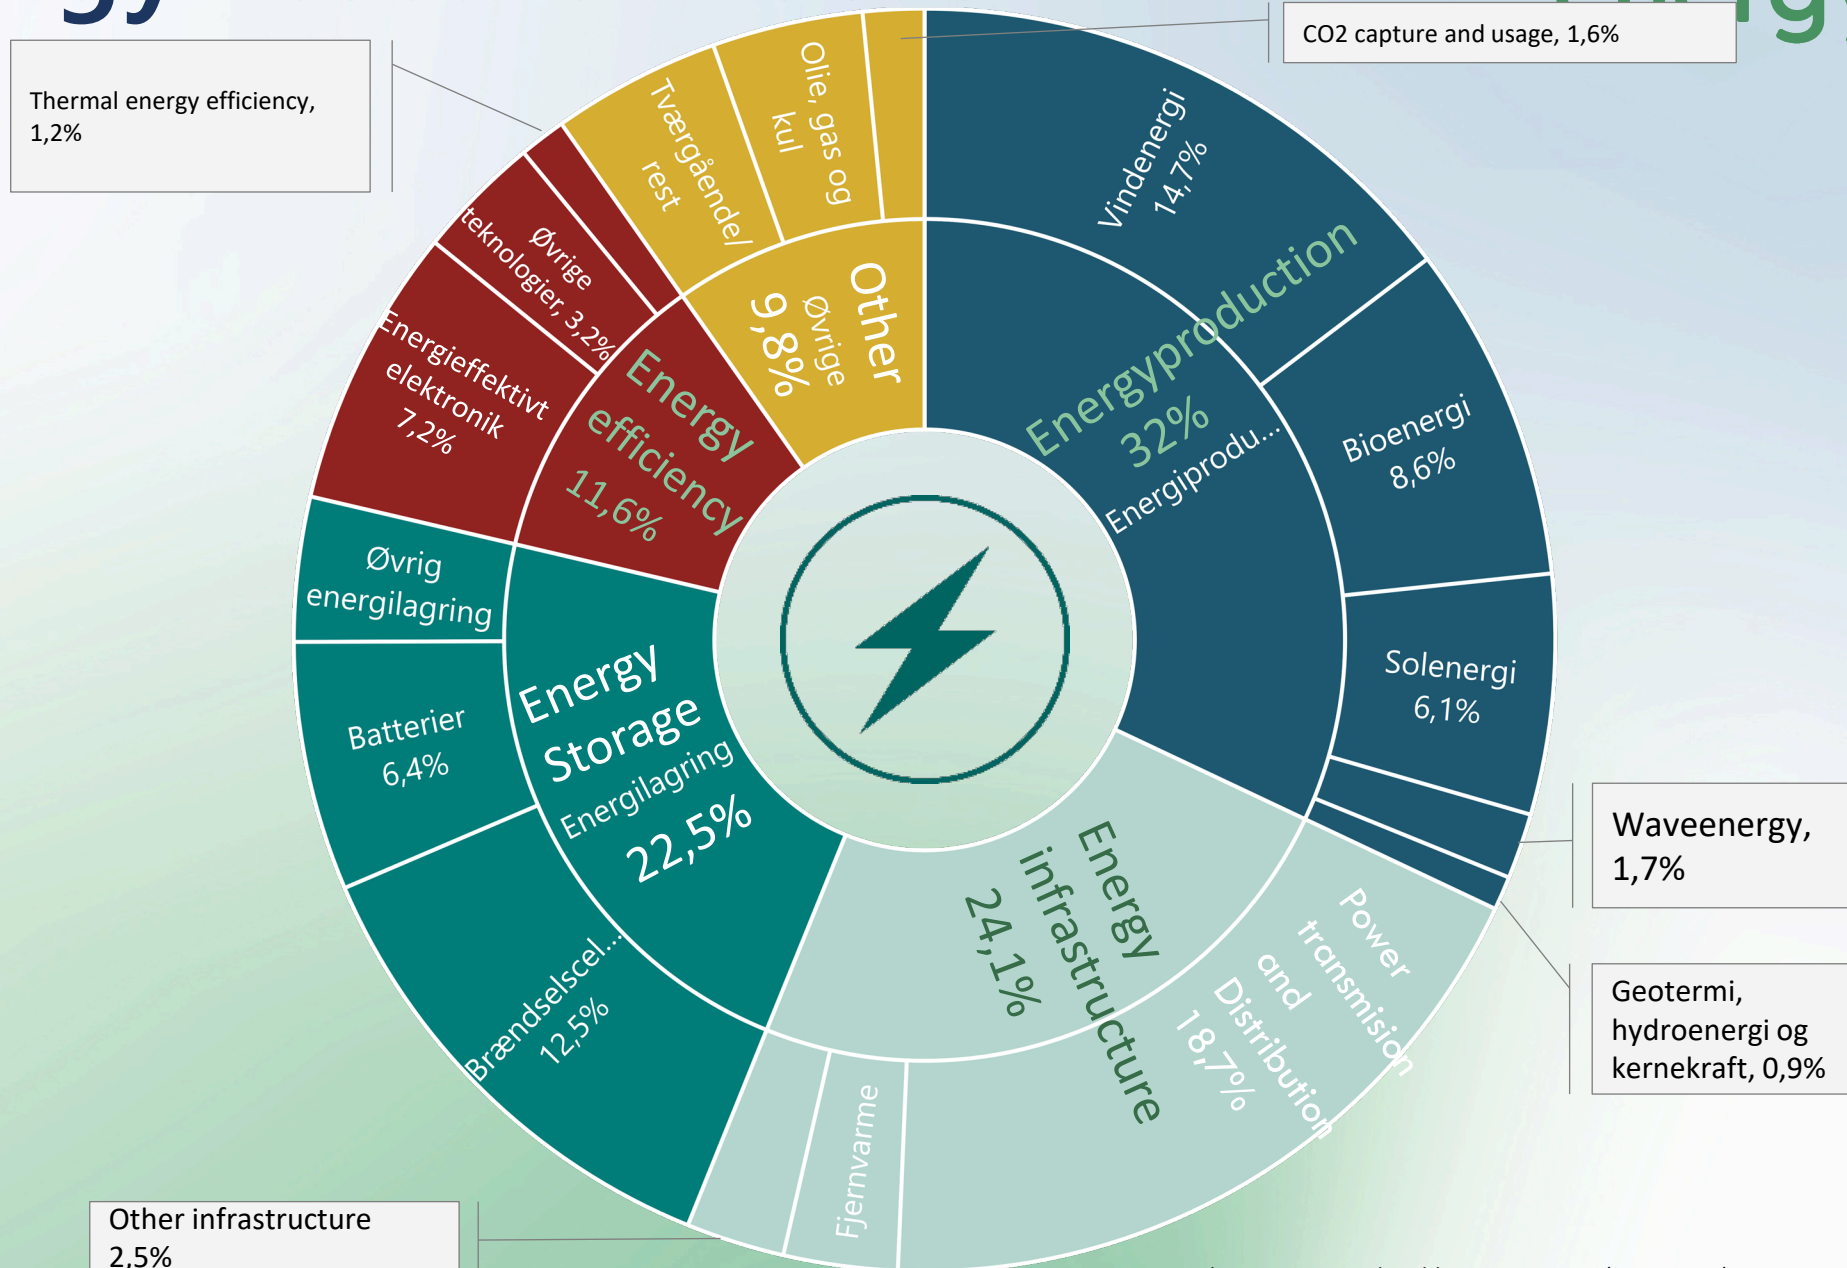 gy
CO2 capture and usage, 1,6%
Thermal energy efficiency,
1,2%
Tværgående/
rest
Olie, gas og
kul
Vindenergi
14,7%
Øvrige
teknologier, 3,2%
Energieffektivt
elektronik
7,2%
Other
Øvrige
9,8%
Energyproduction
32%
Energiprodu...
Bioenergi
8,6%
Energy
efficiency
11,6%
Øvrig
energilagring
Solenergi
6,1%
Batterier
6,4%
Energy
Storage
Energilagring
22,5%
Waveenergy,
1,7%
Energy
infrastructure
24,1%
Power
transmision
and
Distribution
18,7%
Geotermi,
hydroenergi og
kernekraft, 0,9%
Brændselscel...
12,5%
Fjernvarme
Other infrastructure
2,5%